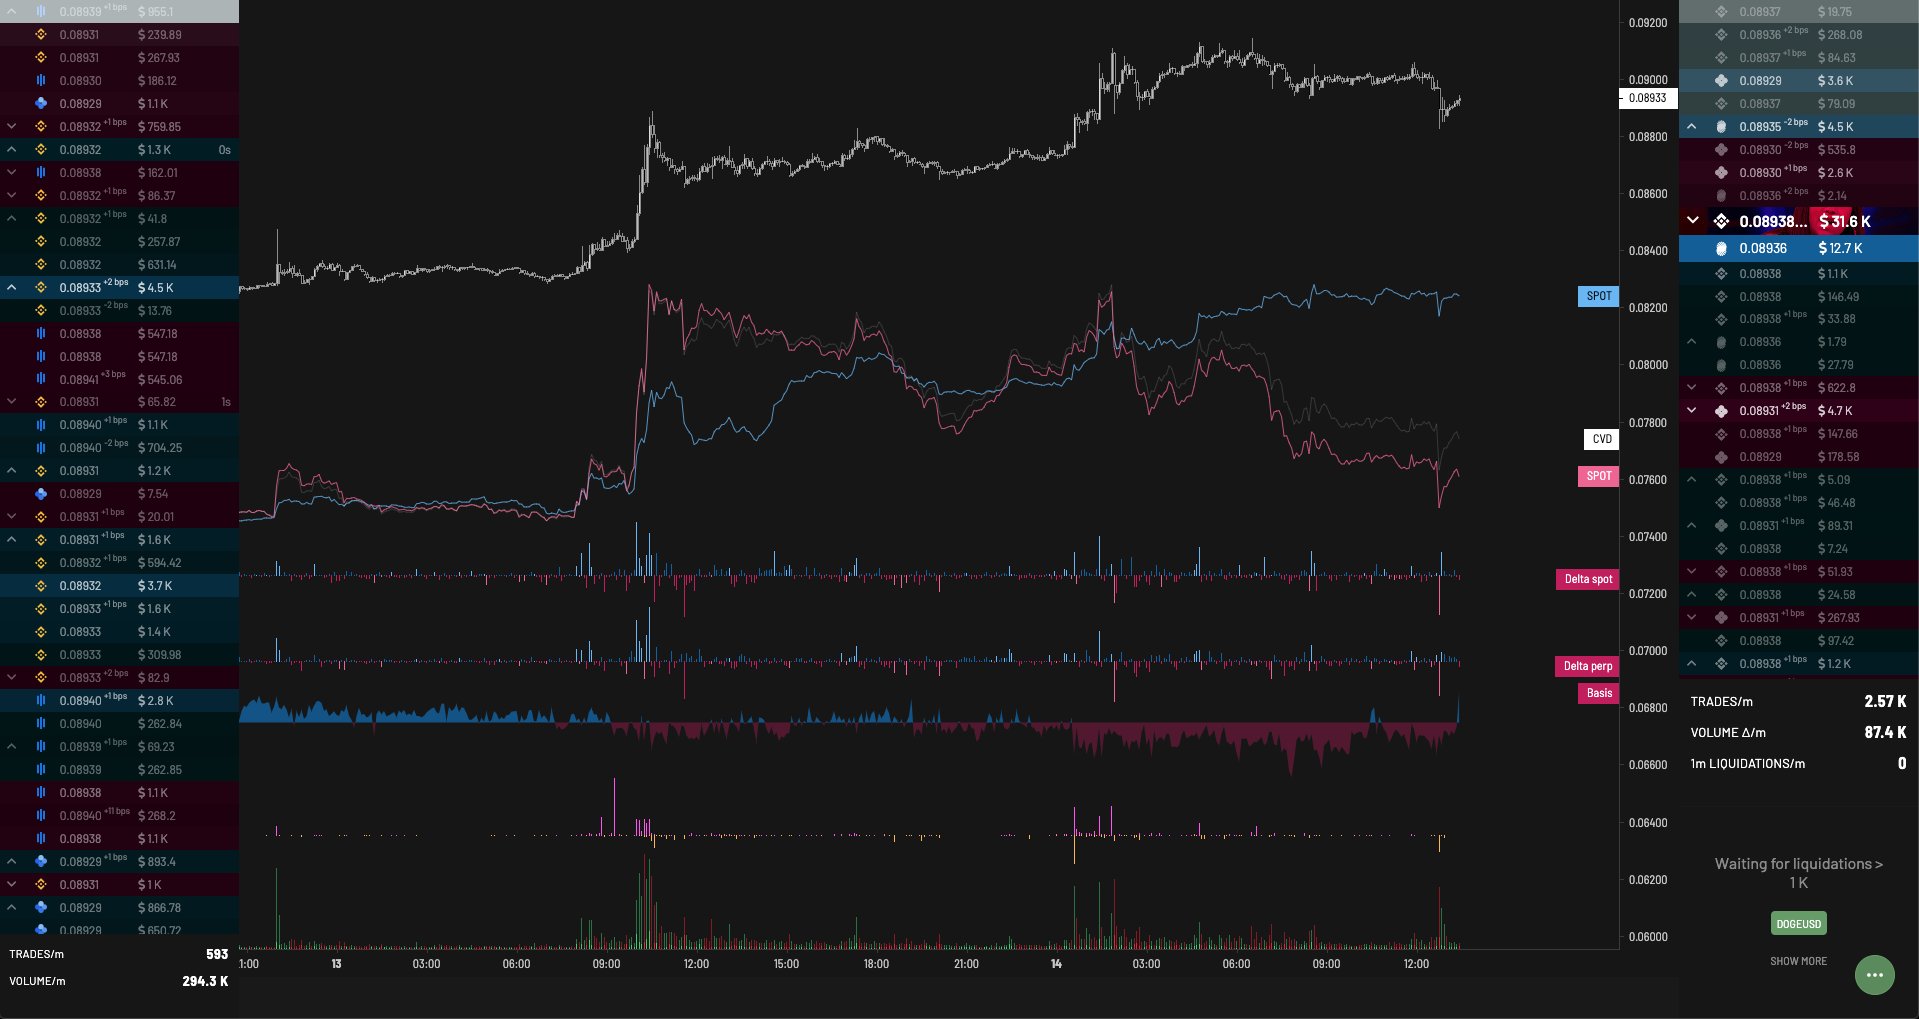 0.08939 +1 bps $ 955.1
0.08931 $ 239.89
0.08931 $ 267.93
0.08930 $ 186.12
0.08929 $ 1.1 K
0.08932 +1 bps $ 759.85
0.08932 $ 1.3 K 0s
0.08938 $ 162.01
0.08932 +1 bps $ 86.37
0.08932 +1 bps $ 41.8
0.08932 $ 257.87
0.08932 $ 631.14
0.08933 +2 bps $ 4.5 K
0.08933 -2 bps $ 13.76
0.08938 $ 547.18
0.08938 $ 547.18
0.08941 +3 bps $ 545.06
0.08931 $ 65.82 1s
0.08940 +1 bps $ 1.1 K
0.08940 -2 bps $ 704.25
0.08931 $ 1.2 K
0.08929 $ 7.54
0.08931 +1 bps $ 20.01
0.08931 +1 bps $ 1.6 K
0.08932 +1 bps $ 594.42
0.08932 $ 3.7 K
0.08933 +1 bps $ 1.6 K
0.08933 $ 1.4 K
0.08933 $ 309.98
0.08933 +2 bps $ 82.9
0.08940 +1 bps $ 2.8 K
0.08940 $ 262.84
0.08939 +1 bps $ 69.23
0.08939 $ 262.85
0.08938 $ 1.1 K
0.08940 +11 bps $ 268.2
0.08938 $ 1.1 K
0.08929 +1 bps $ 893.4
0.08931 $ 1 K
0.08929 $ 866.78
0.08929 $ 650.72
TRADES/m 593
VOLUME/m 294.3 K
SPOT
CVD
SPOT
Delta spot
Delta perp
Basis
0.09200
0.09000
0.08933
0.08800
0.08600
0.08400
0.08200
0.08000
0.07800
0.07600
0.07400
0.07200
0.07000
0.06800
0.06600
0.06400
0.06200
0.06000
:00 13 03:00 06:00 09:00 12:00 15:00 18:00 21:00 14 03:00 06:00 09:00 12:00
0.08937 $ 19.75
0.08936 +2 bps $ 268.08
0.08937 +1 bps $ 84.63
0.08929 $ 3.6 K
0.08937 $ 79.09
0.08935 -2 bps $ 4.5 K
0.08930 -2 bps $ 535.8
0.08930 +1 bps $ 2.6 K
0.08936 +2 bps $ 2.14
0.08938... $ 31.6 K
0.08936 $ 12.7 K
0.08938 $ 1.1 K
0.08938 $ 146.49
0.08938 +1 bps $ 33.88
0.08936 $ 1.79
0.08936 $ 27.79
0.08938 +1 bps $ 622.8
0.08931 +2 bps $ 4.7 K
0.08938 +1 bps $ 147.66
0.08929 $ 178.58
0.08938 +1 bps $ 5.09
0.08938 +1 bps $ 46.48
0.08931 +1 bps $ 89.31
0.08938 $ 7.24
0.08938 +1 bps $ 51.93
0.08938 $ 24.58
0.08931 +1 bps $ 267.93
0.08938 $ 97.42
0.08938 +1 bps $ 1.2 K
TRADES/m 2.57 K
VOLUME Δ/m 87.4 K
1m LIQUIDATIONS/m 0
Waiting for liquidations >
1 K
DOGEUSD
SHOW MORE